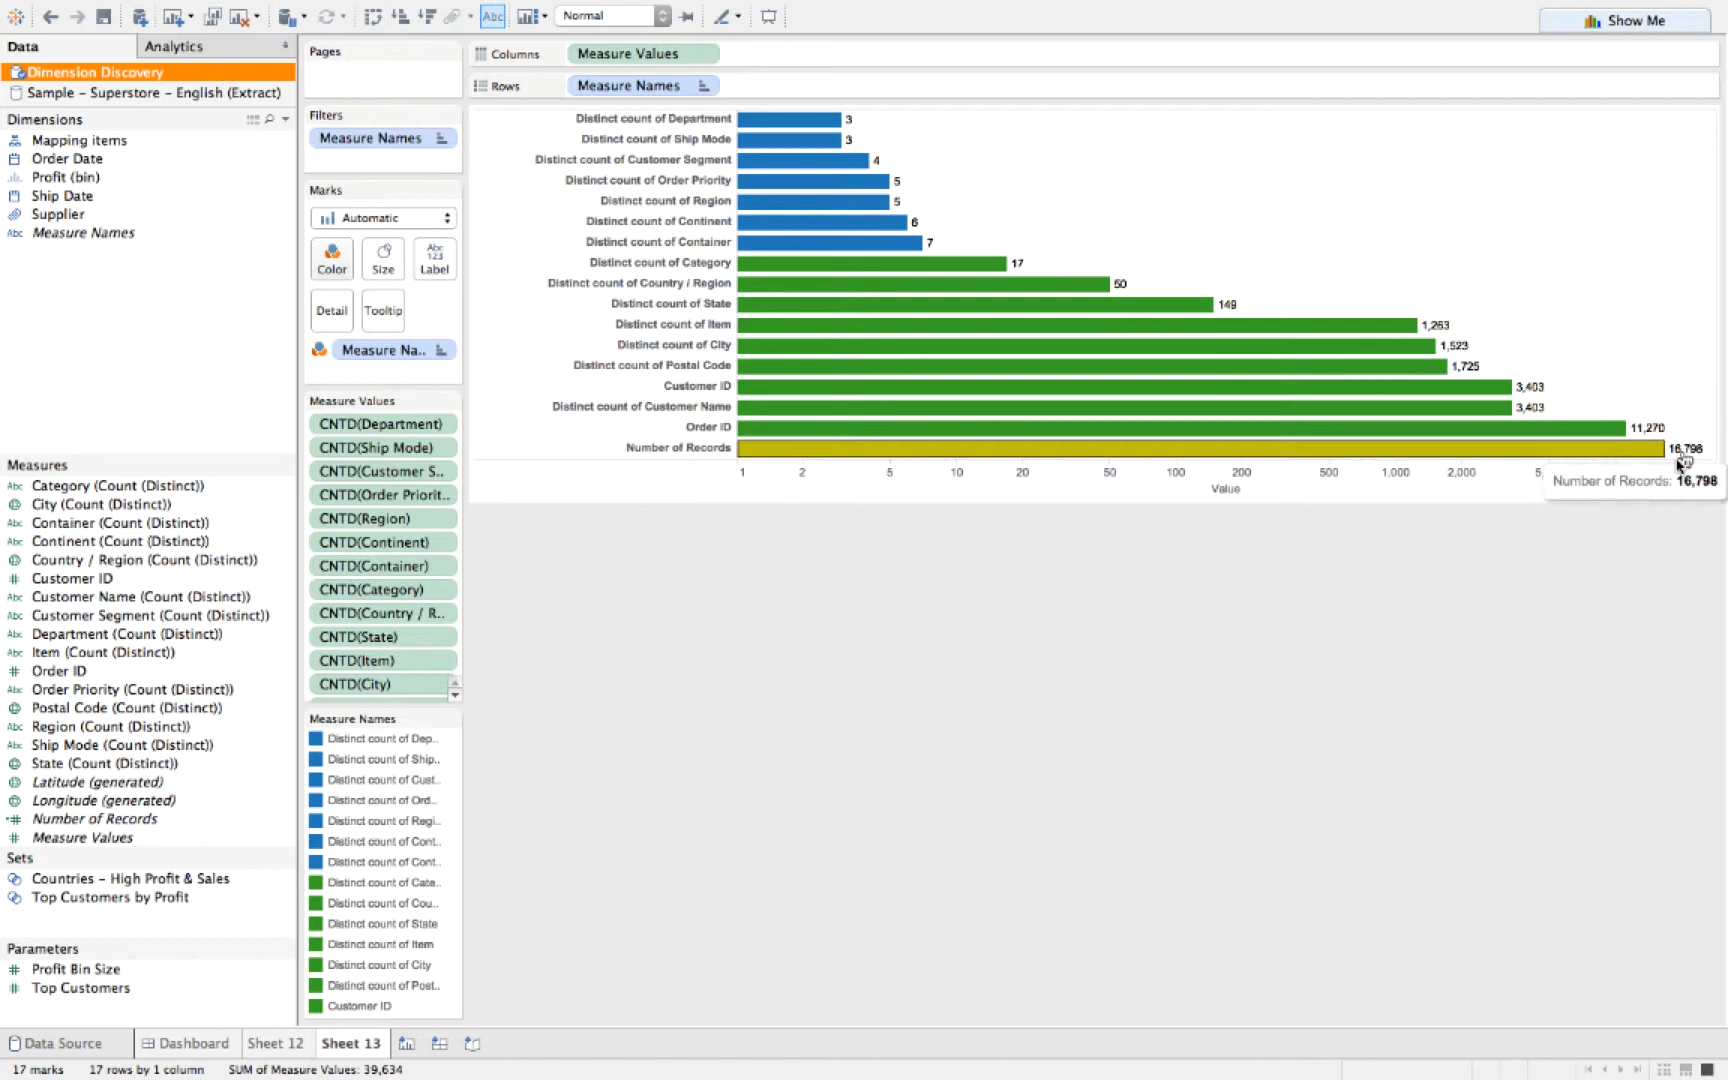 Abc
Normal
Show Me
Data
Analytics
Dimension Discovery
Sample - Superstore - English (Extract)
Dimensions
Mapping items
Order Date
Profit (bin)
Ship Date
Supplier
Abc Measure Names
Measures
Abc Category (Count (Distinct))
City (Count (Distinct))
Abc Container (Count (Distinct))
Abc Continent (Count (Distinct))
Country / Region (Count (Distinct))
# Customer ID
Abc Customer Name (Count (Distinct))
Abc Customer Segment (Count (Distinct))
Abc Department (Count (Distinct))
Abc Item (Count (Distinct))
# Order ID
Abc Order Priority (Count (Distinct))
Postal Code (Count (Distinct))
Abc Region (Count (Distinct))
Abc Ship Mode (Count (Distinct))
State (Count (Distinct))
Latitude (generated)
Longitude (generated)
# Number of Records
# Measure Values
Sets
Countries - High Profit & Sales
Top Customers by Profit
Parameters
# Profit Bin Size
# Top Customers
Pages
Filters
Measure Names
Marks
Automatic
Color
Size
Abc
123
Label
Detail
Tooltip
Measure Na..
Measure Values
CNTD(Department)
CNTD(Ship Mode)
CNTD(Customer S..
CNTD(Order Priorit..
CNTD(Region)
CNTD(Continent)
CNTD(Container)
CNTD(Category)
CNTD(Country / R..
CNTD(State)
CNTD(Item)
CNTD(City)
Measure Names
Distinct count of Dep..
Distinct count of Ship..
Distinct count of Cust..
Distinct count of Ord..
Distinct count of Regi..
Distinct count of Cont..
Distinct count of Cont..
Distinct count of Cate..
Distinct count of Cou..
Distinct count of State
Distinct count of Item
Distinct count of City
Distinct count of Post..
Customer ID
Columns
Measure Values
Rows
Measure Names
Distinct count of Department 3
Distinct count of Ship Mode 3
Distinct count of Customer Segment 4
Distinct count of Order Priority 5
Distinct count of Region 5
Distinct count of Continent 6
Distinct count of Container 7
Distinct count of Category 17
Distinct count of Country / Region 50
Distinct count of State 149
Distinct count of Item 1,263
Distinct count of City 1,523
Distinct count of Postal Code 1,725
Customer ID 3,403
Distinct count of Customer Name 3,403
Order ID 11,270
Number of Records 16,798
1 2 5 10 20 50 100 200 500 1,000 2,000
Value
Number of Records: 16,798
Data Source
Dashboard
Sheet 12
Sheet 13
17 marks
17 rows by 1 column
SUM of Measure Values: 39,634